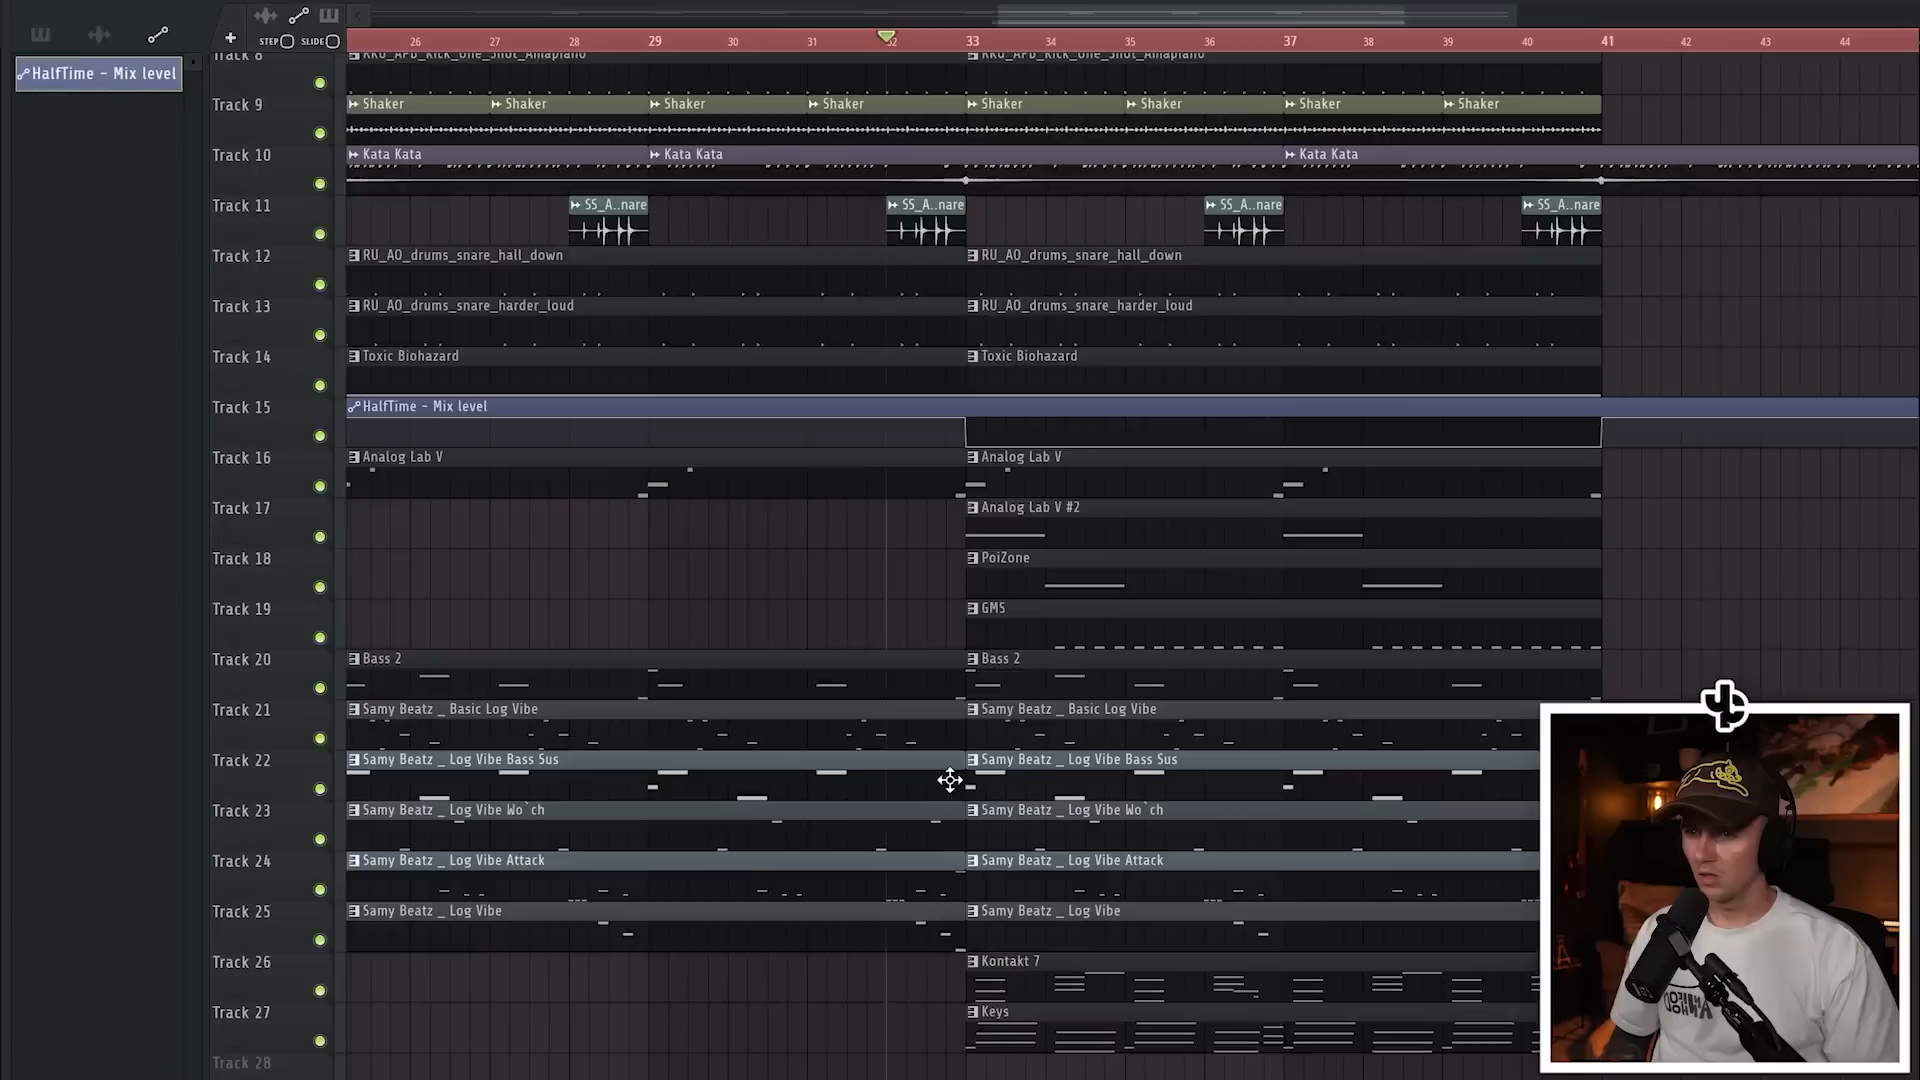 STEP SLIDE 26 27 28 29 30 31 32 33 34 35 36 37 38 39 40 41 42 43 44
HalfTime - Mix level
Track 8 RKU_AFB_Kick_One_Shot_Amapiano RKU_AFB_Kick_One_Shot_Amapiano
Track 9 Shaker Shaker Shaker Shaker Shaker Shaker Shaker Shaker
Track 10 Kata Kata Kata Kata Kata Kata
Track 11 SS_A..nare SS_A..nare SS_A..nare SS_A..nare
Track 12 RU_AO_drums_snare_hall_down RU_AO_drums_snare_hall_down
Track 13 RU_AO_drums_snare_harder_loud RU_AO_drums_snare_harder_loud
Track 14 Toxic Biohazard Toxic Biohazard
Track 15 HalfTime - Mix level
Track 16 Analog Lab V Analog Lab V
Track 17 Analog Lab V #2
Track 18 PoiZone
Track 19 GMS
Track 20 Bass 2 Bass 2
Track 21 Samy Beatz _ Basic Log Vibe Samy Beatz _ Basic Log Vibe
Track 22 Samy Beatz _ Log Vibe Bass Sus Samy Beatz _ Log Vibe Bass Sus
Track 23 Samy Beatz _ Log Vibe Wo`ch Samy Beatz _ Log Vibe Wo`ch
Track 24 Samy Beatz _ Log Vibe Attack Samy Beatz _ Log Vibe Attack
Track 25 Samy Beatz _ Log Vibe Samy Beatz _ Log Vibe
Track 26 Kontakt 7
Track 27 Keys
Track 28